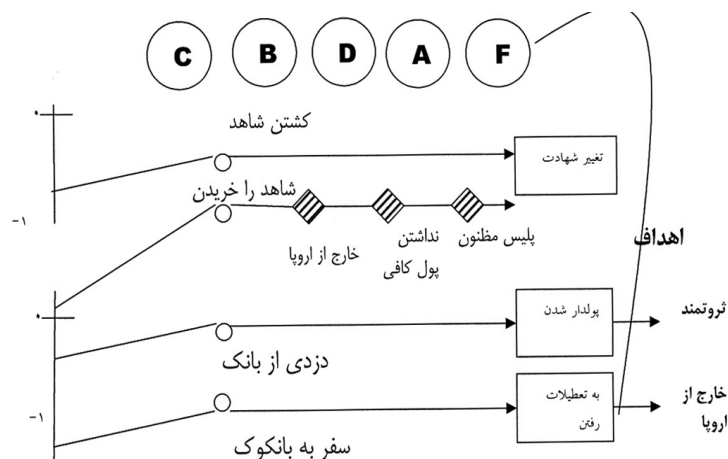 C B D A F
۰
کشتن شاهد
تغییر شهادت
شاهد را خریدن
-۱
خارج از اروپا
نداشتن
پول کافی
پلیس مظنون
اهداف
۰
پولدار شدن
ثروتمند
دزدی از بانک
به تعطیلات
رفتن
خارج از
اروپا
-۱
سفر به بانکوک